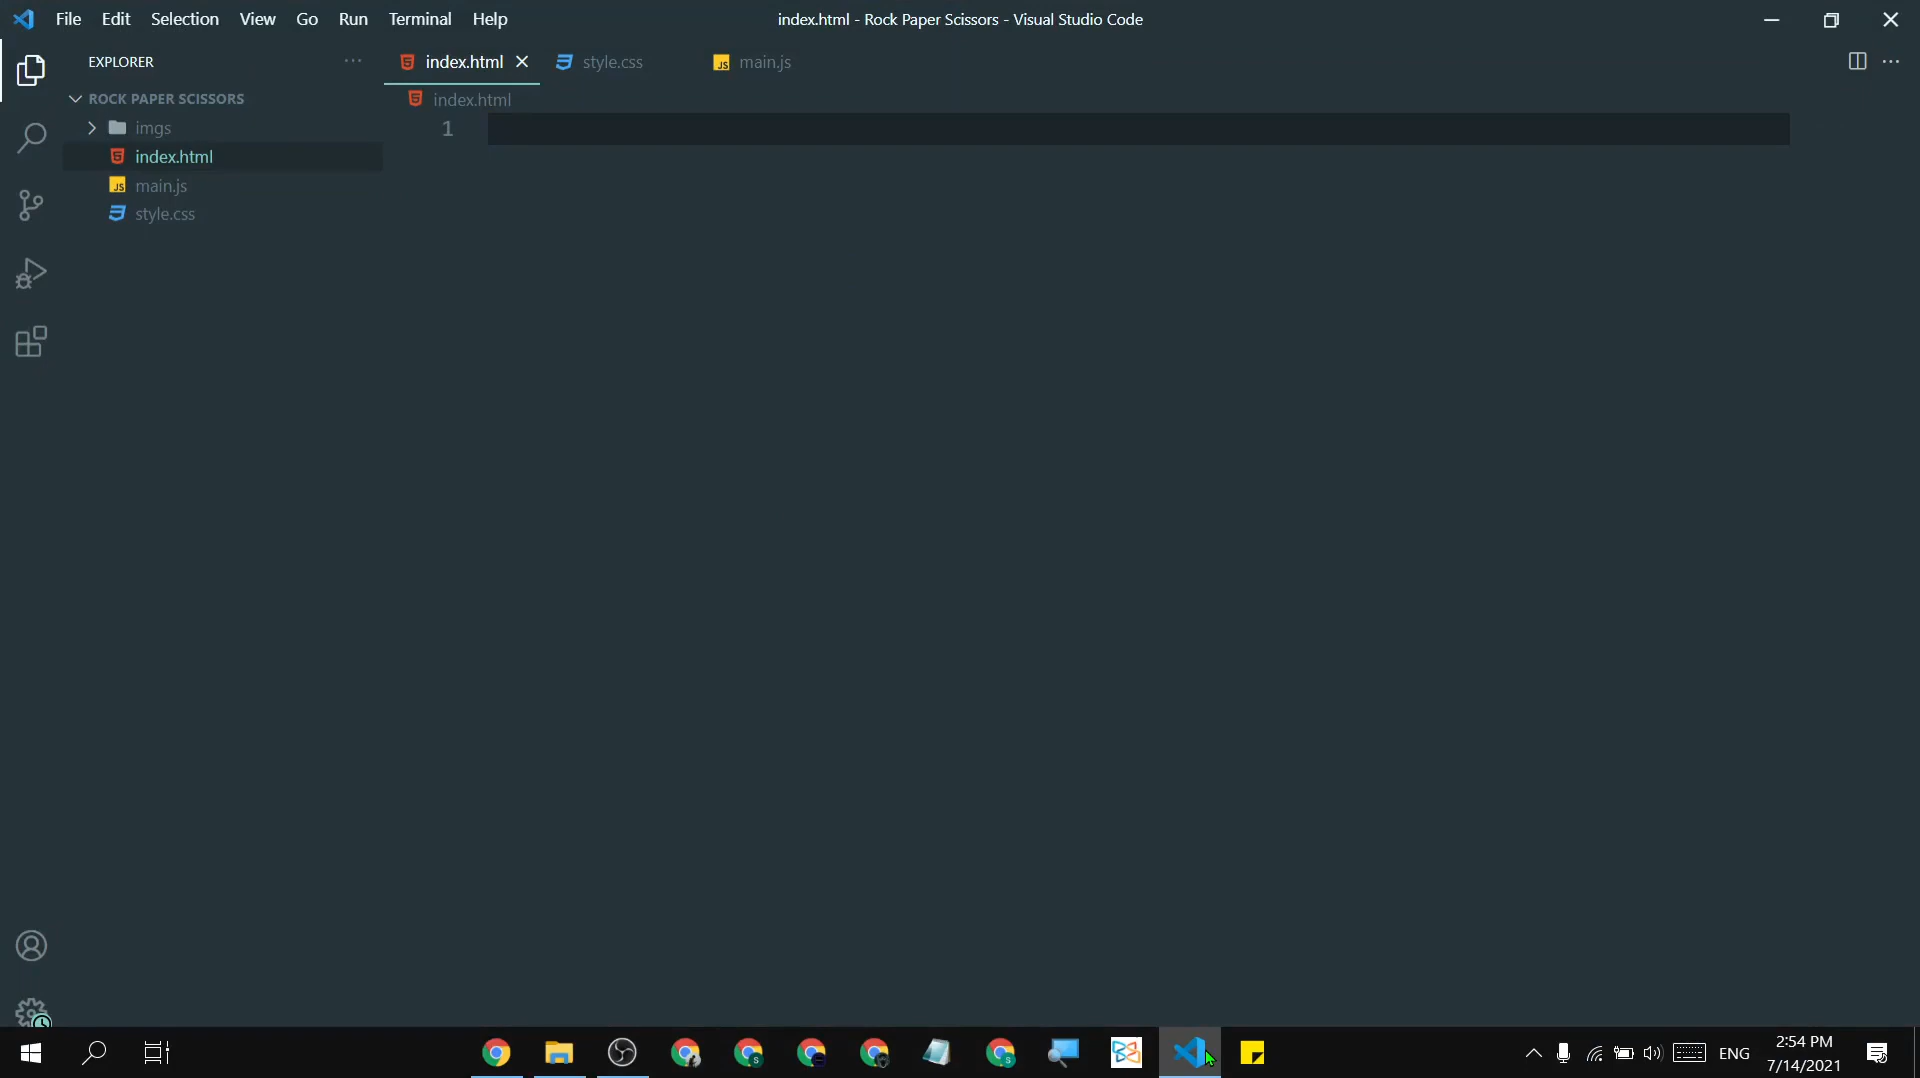 File Edit Selection View Go Run Terminal Help
index.html - Rock Paper Scissors - Visual Studio Code
EXPLORER
index.html
style.css
JS main.js
ROCK PAPER SCISSORS
index.html
imgs
1
index.html
JS main.js
style.css
ENG
2:54 PM
7/14/2021